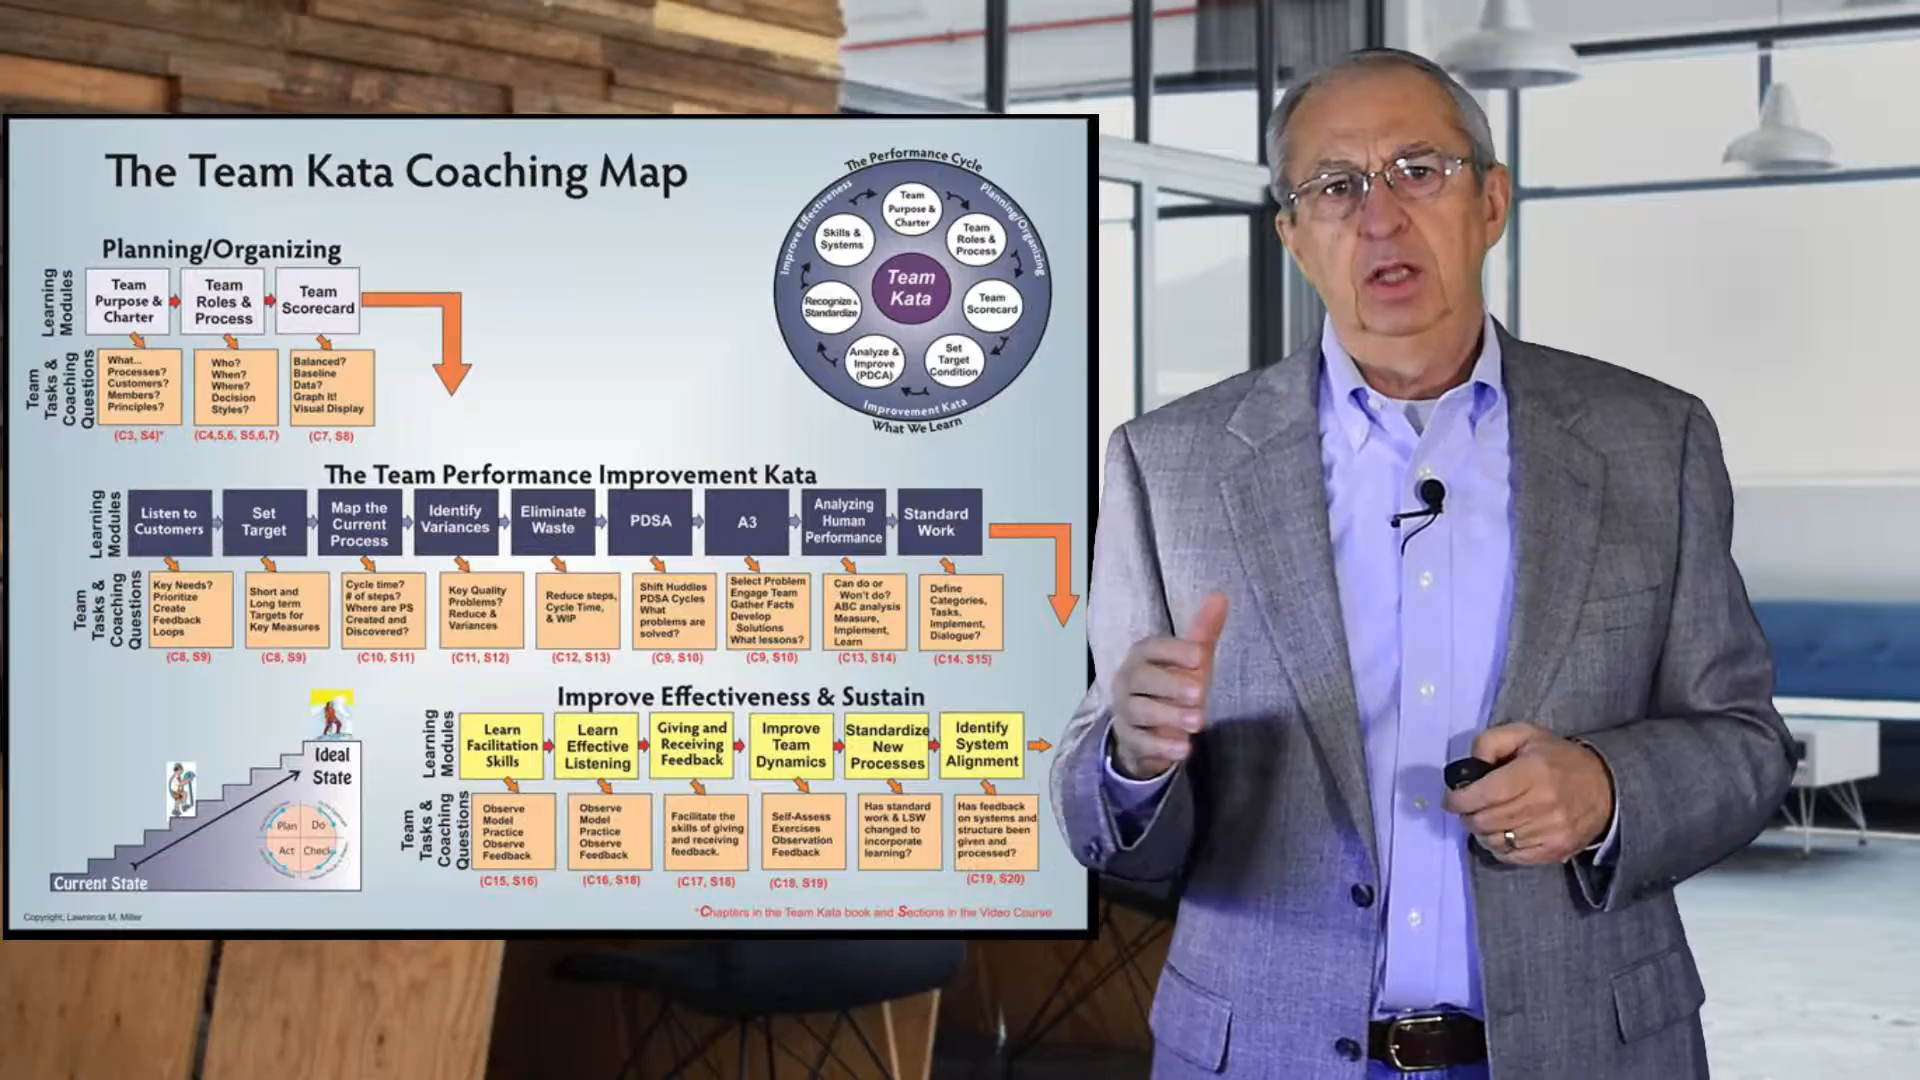 The Team Kata Coaching Map
The Performance Cycle
Planning/Organizing
Improve Effectiveness
Improvement Kata
What We Learn
Team
Kata
Team
Purpose &
Charter
Team
Roles &
Process
Team
Scorecard
Set
Target
Condition
Analyze &
Improve
(PDCA)
Recognize &
Standardize
Skills &
Systems
Planning/Organizing
Learning
Modules
Team
Purpose &
Charter
Team
Roles &
Process
Team
Scorecard
Team
Tasks &
Coaching
Questions
What...
Processes?
Customers?
Members?
Principles?
Who?
When?
Where?
Decision
Styles?
Balanced?
Baseline
Data?
Graph It!
Visual Display
(C3, S4)*
(C4,5,6, S5,6,7)
(C7, S8)
The Team Performance Improvement Kata
Learning
Modules
Listen to
Customers
Set
Target
Map the
Current
Process
Identify
Variances
Eliminate
Waste
PDSA
A3
Analyzing
Human
Performance
Standard
Work
Team
Tasks &
Coaching
Questions
Key Needs?
Prioritize
Create
Feedback
Loops
Short and
Long term
Targets for
Key Measures
Cycle time?
# of steps?
Where are PS
Created and
Discovered?
Key Quality
Problems?
Reduce &
Variances
Reduce steps,
Cycle Time,
& WIP
Shift Huddles
PDSA Cycles
What
problems are
solved?
Select Problem
Engage Team
Gather Facts
Develop
Solutions
What lessons?
Can do or
Won't do?
ABC analysis
Measure,
Implement,
Learn
Define
Categories,
Tasks,
Implement,
Dialogue?
(C8, S9)
(C8, S9)
(C10, S11)
(C11, S12)
(C12, S13)
(C9, S10)
(C9, S10)
(C13, S14)
(C14, S15)
Improve Effectiveness & Sustain
Learning
Modules
Learn
Facilitation
Skills
Learn
Effective
Listening
Giving and
Receiving
Feedback
Improve
Team
Dynamics
Standardize
New
Processes
Identify
System
Alignment
Team
Tasks &
Coaching
Questions
Observe
Model
Practice
Observe
Feedback
Observe
Model
Practice
Observe
Feedback
Facilitate the
skills of giving
and receiving
feedback.
Self-Assess
Exercises
Observation
Feedback
Has standard
work & LSW
changed to
incorporate
learning?
Has feedback
on systems and
structure been
given and
processed?
(C15, S16)
(C16, S18)
(C17, S18)
(C18, S19)
(C19, S20)
Ideal
State
Plan
Do
Act
Check
Current State
Copyright, Lawrence M. Miller
*Chapters in the Team Kata book and Sections in the Video Course